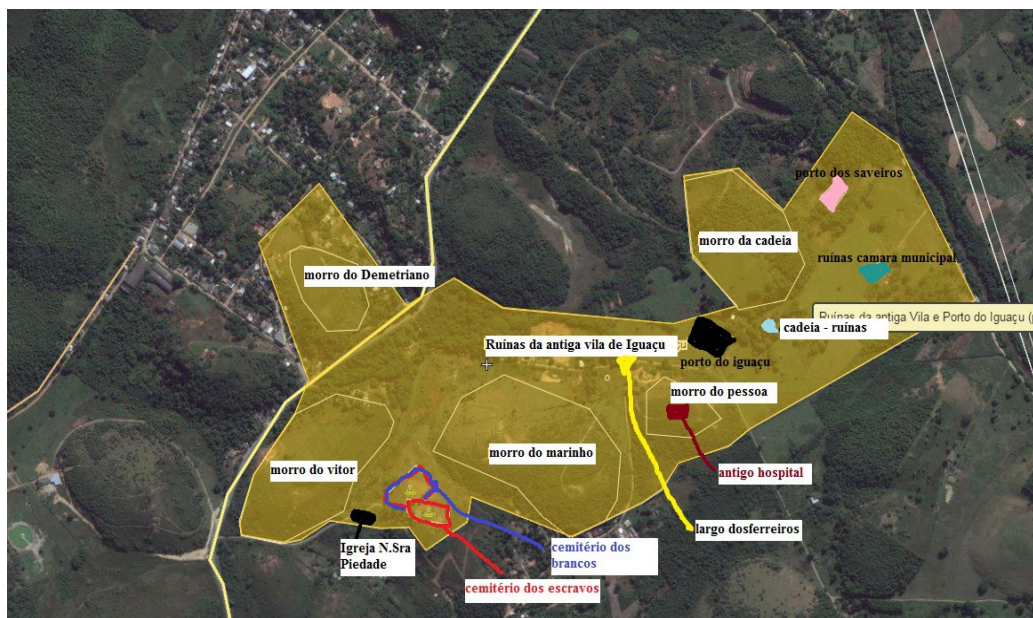 porto dos saveiros
morro da cadeia
ruínas camara municipal
morro do Demetriano
Ruínas da antiga Vila e Porto do Iguaçu (p
cadeia - ruínas
Ruínas da antiga vila de Iguaçu
porto do iguaçu
morro do pessoa
morro do marinho
morro do vitor
antigo hospital
largo dosferreiros
Igreja N.Sra
Piedade
cemitério dos
brancos
cemitério dos escravos